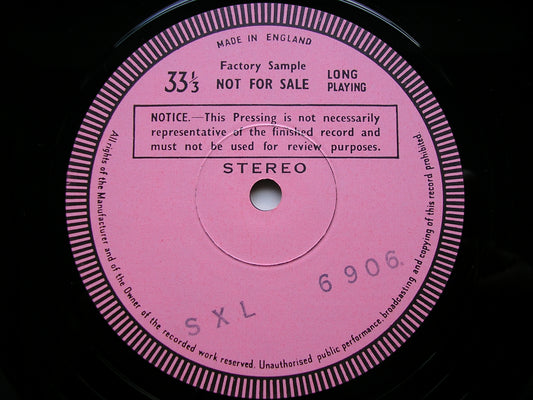 MADE IN ENGLAND
Factory Sample
33⅓ NOT FOR SALE LONG PLAYING
NOTICE.—This Pressing is not necessarily
representative of the finished record and
must not be used for review purposes.
STEREO
SXL 6906.
All rights of the Manufacturer and of the Owner of the recorded work reserved. Unauthorised public performance, broadcasting and copying of this record prohibited.